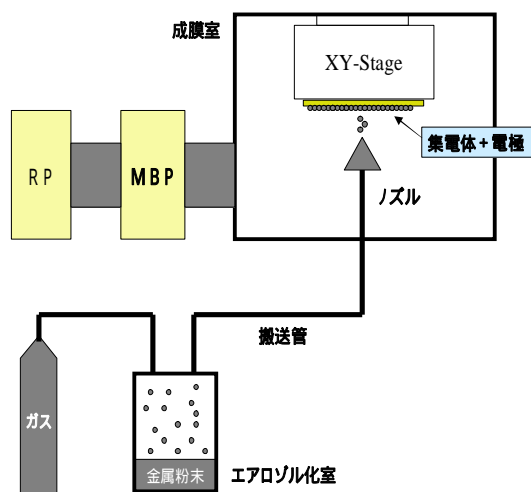 成膜室
XY-Stage
集電体+電極
RP
MBP
ノズル
搬送管
ガス
金属粉末
エアロゾル化室